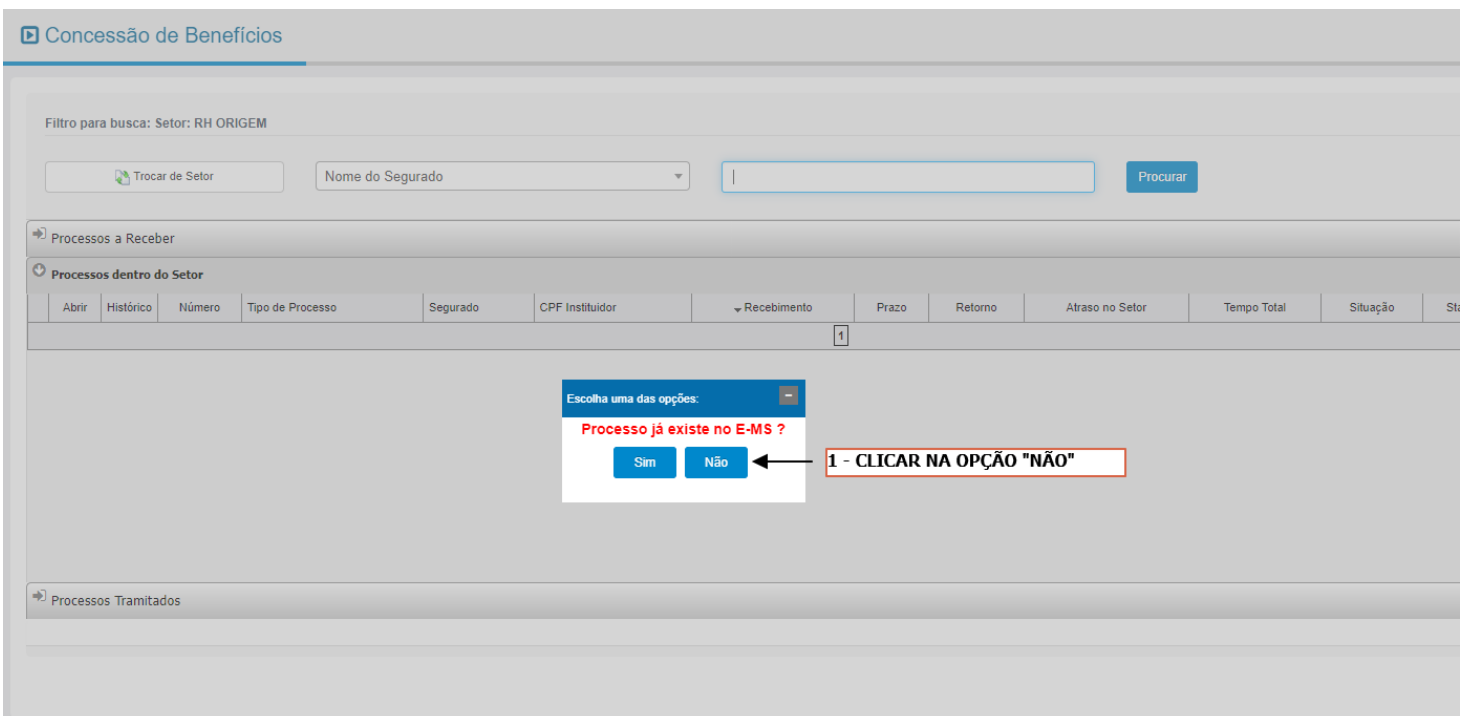 Concessão de Benefícios
Filtro para busca: Setor: RH ORIGEM
Trocar de Setor
Nome do Segurado
Procurar
Processos a Receber
Processos dentro do Setor
Abrir Histórico Número Tipo de Processo Segurado CPF Instituidor Recebimento Prazo Retorno Atraso no Setor Tempo Total Situação Sta
1
Escolha uma das opções:
Processo já existe no E-MS ?
Sim Não
1 - CLICAR NA OPÇÃO "NÃO"
Processos Tramitados